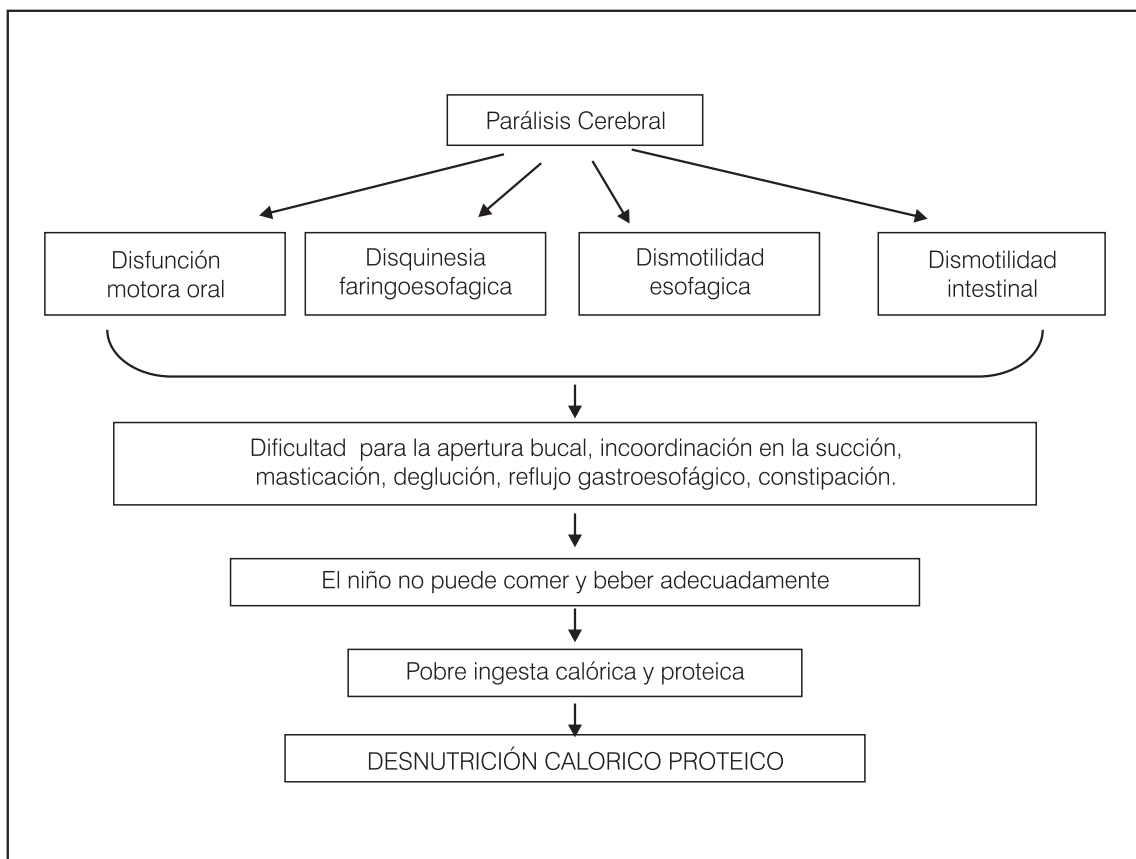 Parálisis Cerebral
Disfunción
motora oral
Disquinesia
faringoesofagica
Dismotilidad
esofagica
Dismotilidad
intestinal
Dificultad para la apertura bucal, incoordinación en la succión,
masticación, deglución, reflujo gastroesofágico, constipación.
El niño no puede comer y beber adecuadamente
Pobre ingesta calórica y proteica
DESNUTRICIÓN CALORICO PROTEICO